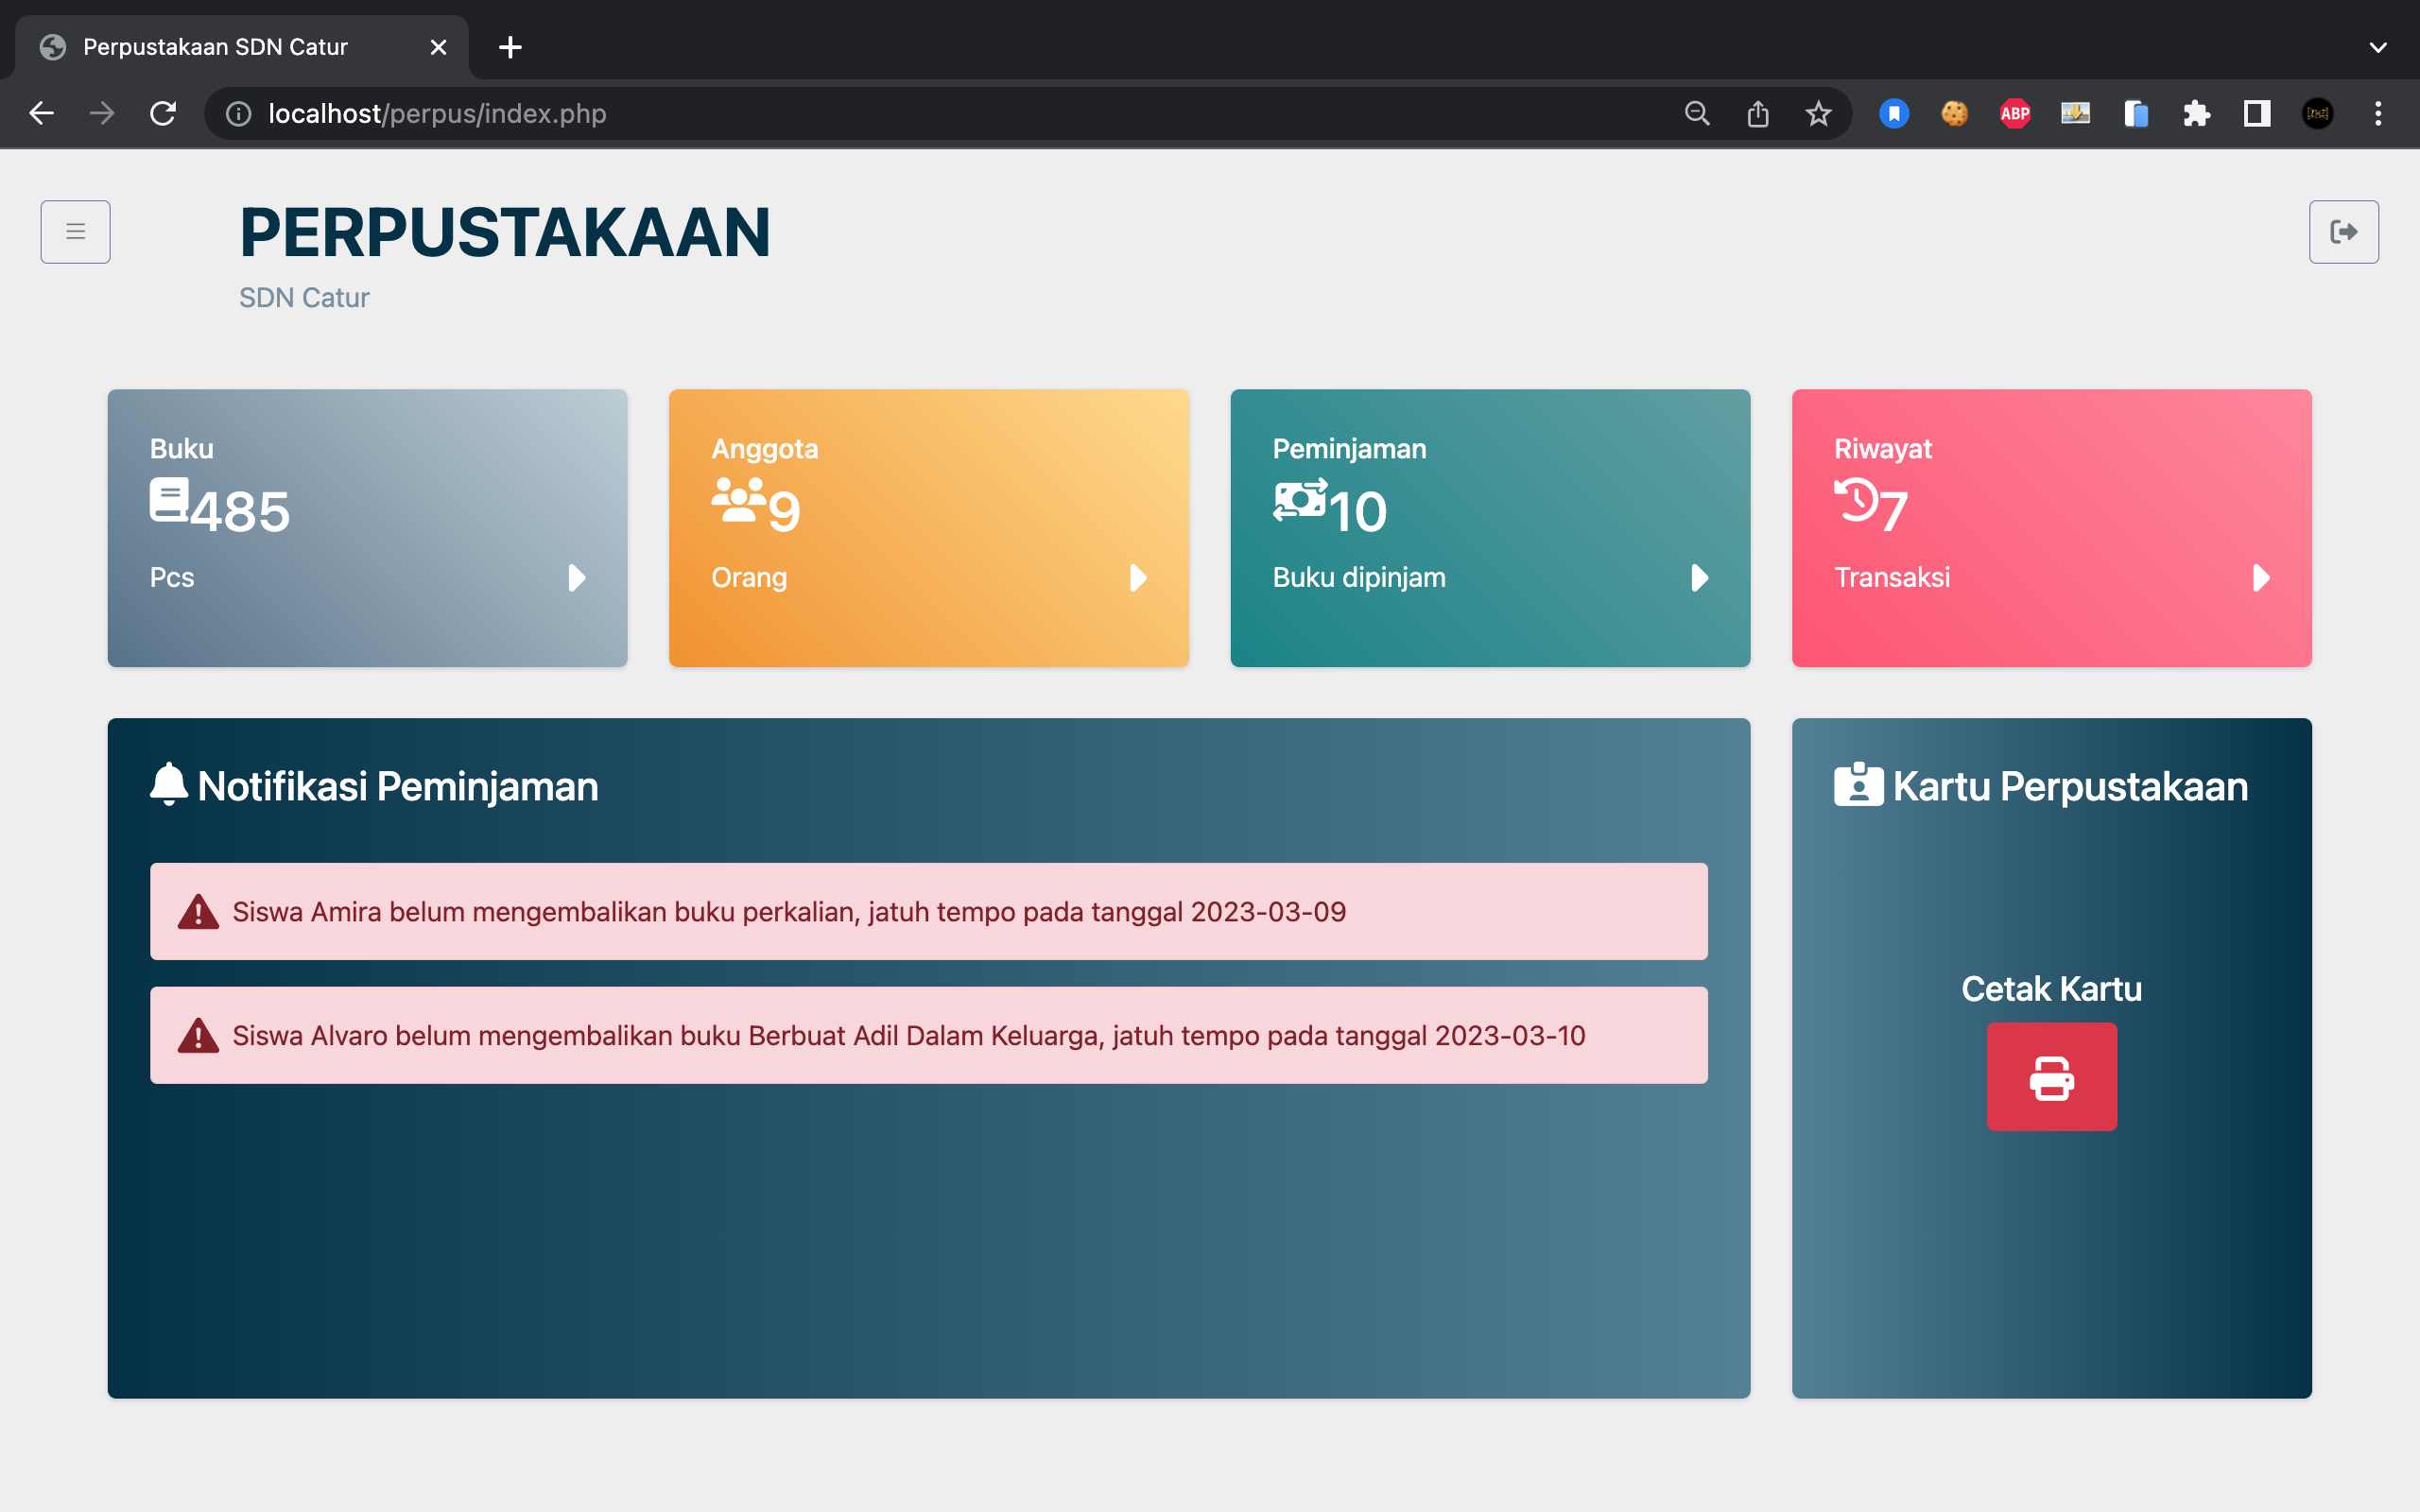 Perpustakaan SDN Catur
localhost/perpus/index.php
ABP
PERPUSTAKAAN
SDN Catur
Buku
485
Pcs
Anggota
9
Orang
Peminjaman
10
Buku dipinjam
Riwayat
7
Transaksi
Notifikasi Peminjaman
Siswa Amira belum mengembalikan buku perkalian, jatuh tempo pada tanggal 2023-03-09
Siswa Alvaro belum mengembalikan buku Berbuat Adil Dalam Keluarga, jatuh tempo pada tanggal 2023-03-10
Kartu Perpustakaan
Cetak Kartu